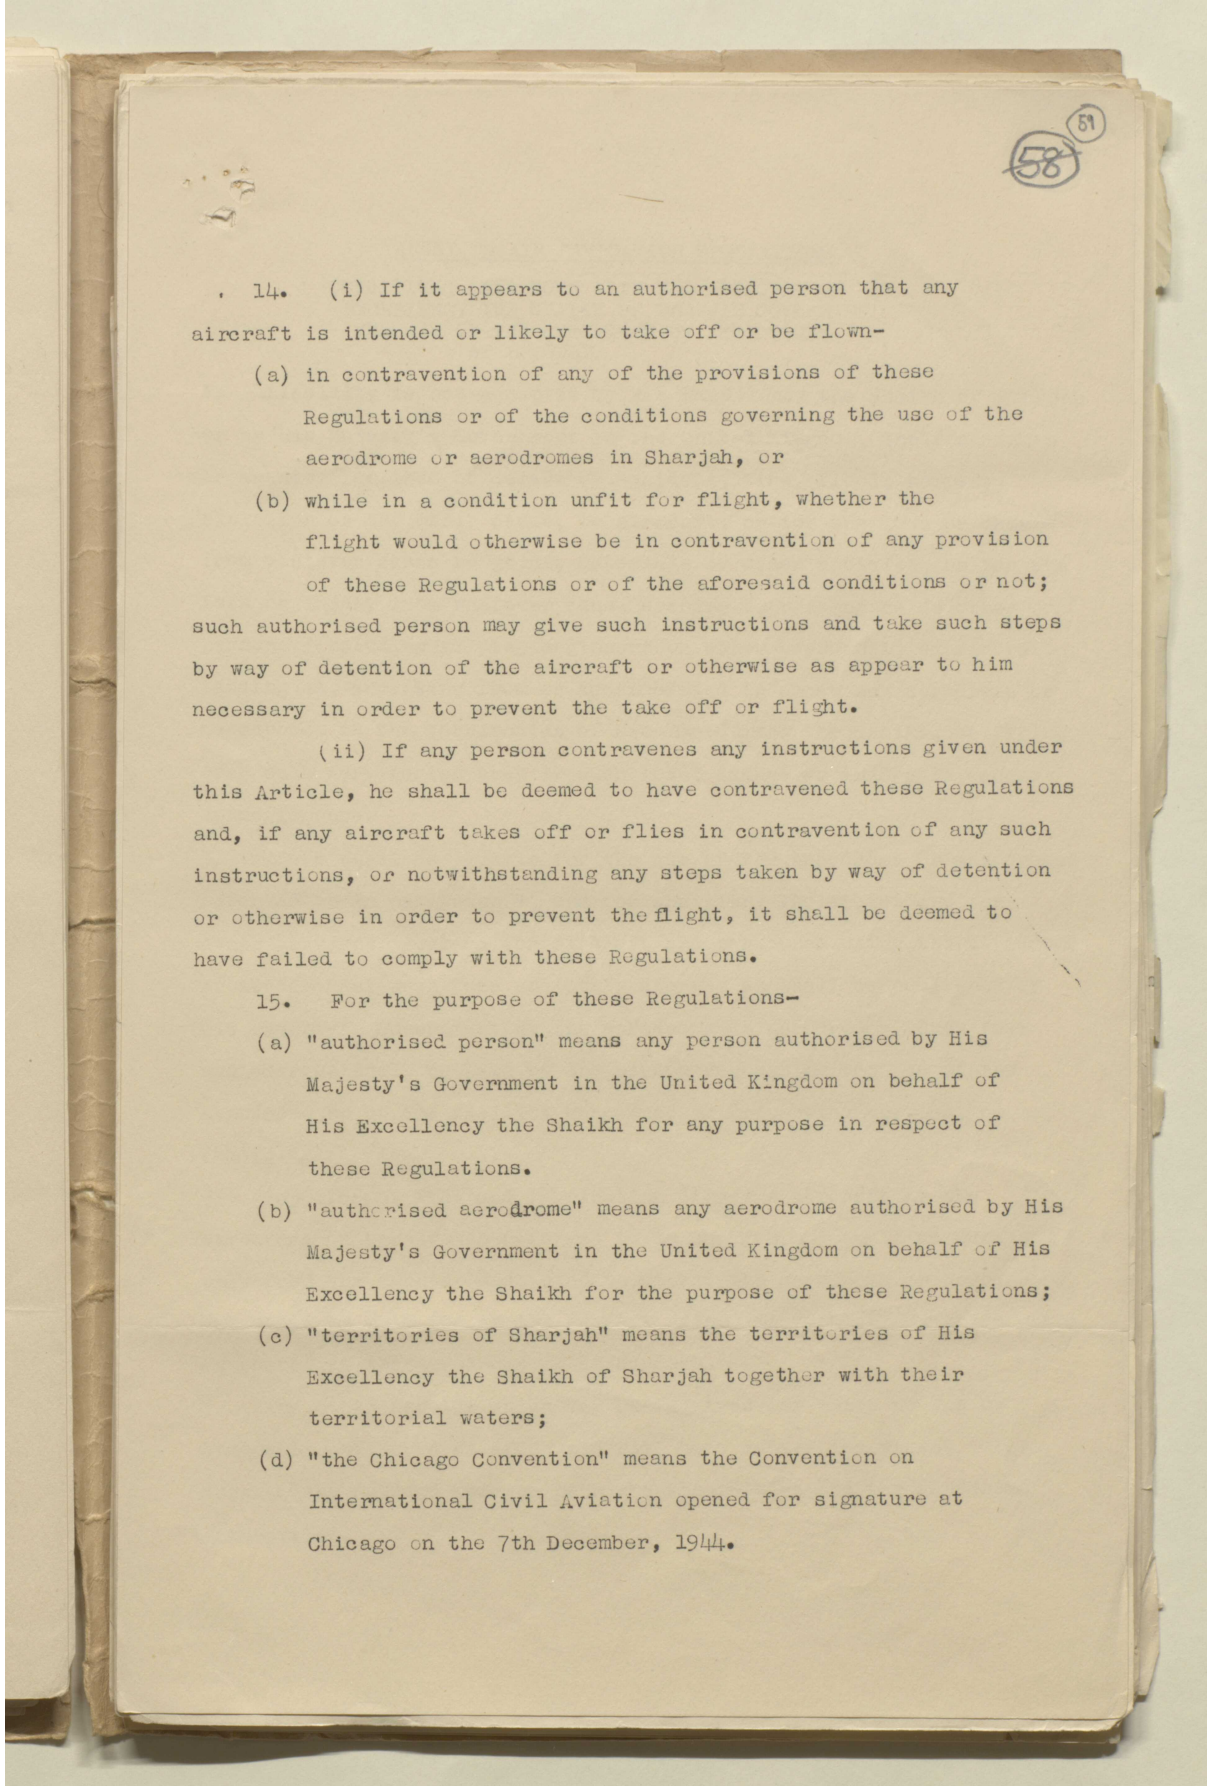 59
58
14. (i) If it appears to an authorised person that any
aircraft is intended or likely to take off or be flown-
(a) in contravention of any of the provisions of these
Regulations or of the conditions governing the use of the
aerodrome or aerodromes in Sharjah, or
(b) while in a condition unfit for flight, whether the
flight would otherwise be in contravention of any provision
of these Regulations or of the aforesaid conditions or not;
such authorised person may give such instructions and take such steps
by way of detention of the aircraft or otherwise as appear to him
necessary in order to prevent the take off or flight.
(ii) If any person contravenes any instructions given under
this Article, he shall be deemed to have contravened these Regulations
and, if any aircraft takes off or flies in contravention of any such
instructions, or notwithstanding any steps taken by way of detention
or otherwise in order to prevent the flight, it shall be deemed to
have failed to comply with these Regulations.
15. For the purpose of these Regulations-
(a) "authorised person" means any person authorised by His
Majesty's Government in the United Kingdom on behalf of
His Excellency the Shaikh for any purpose in respect of
these Regulations.
(b) "authorised aerodrome" means any aerodrome authorised by His
Majesty's Government in the United Kingdom on behalf of His
Excellency the Shaikh for the purpose of these Regulations;
(c) "territories of Sharjah" means the territories of His
Excellency the Shaikh of Sharjah together with their
territorial waters;
(d) "the Chicago Convention" means the Convention on
International Civil Aviation opened for signature at
Chicago on the 7th December, 1944.